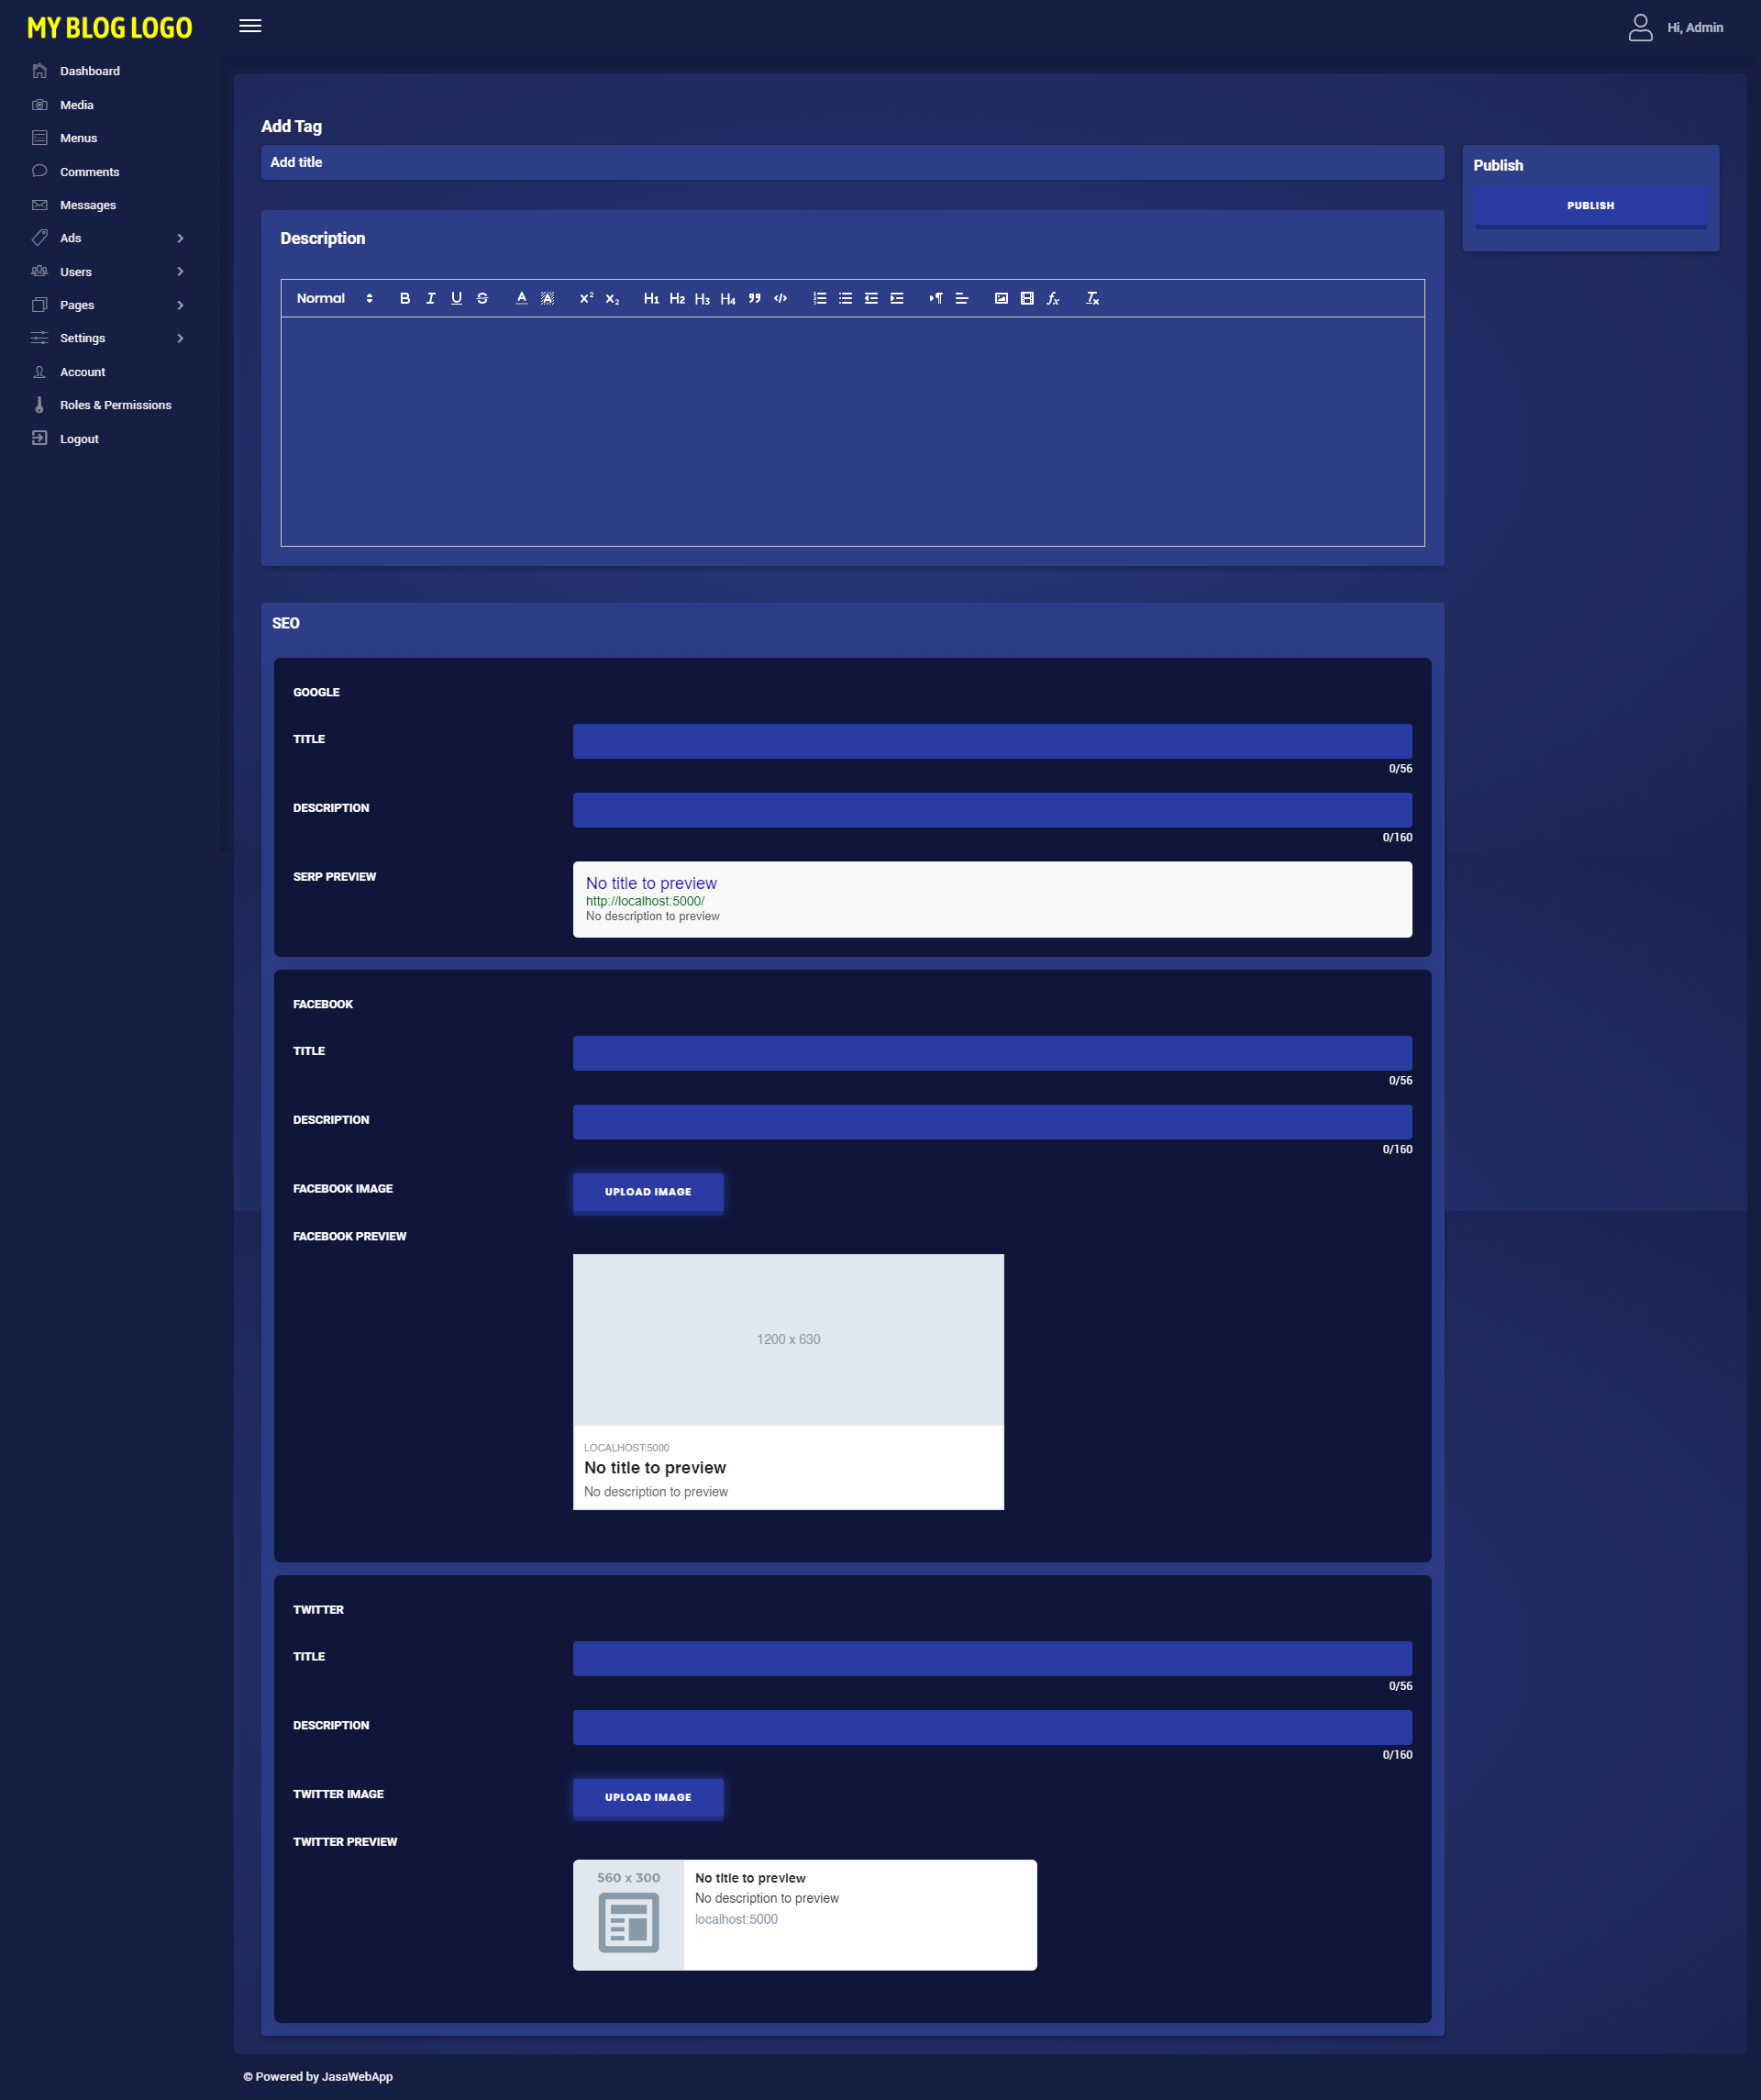 MY BLOG LOGO
Hi, Admin
Dashboard
Media
Menus
Comments
Messages
Ads
Users
Pages
Settings
Account
Roles & Permissions
Logout
Add Tag
Add title
Publish
PUBLISH
Description
Normal
B I U S A A x² x₂ H1 H2 H3 H4
SEO
GOOGLE
TITLE
0/56
DESCRIPTION
0/160
SERP PREVIEW
No title to preview
http://localhost:5000/
No description to preview
FACEBOOK
TITLE
0/56
DESCRIPTION
0/160
FACEBOOK IMAGE
UPLOAD IMAGE
FACEBOOK PREVIEW
1200 x 630
LOCALHOST:5000
No title to preview
No description to preview
TWITTER
TITLE
0/56
DESCRIPTION
0/160
TWITTER IMAGE
UPLOAD IMAGE
TWITTER PREVIEW
560 x 300
No title to preview
No description to preview
localhost:5000
© Powered by JasaWebApp